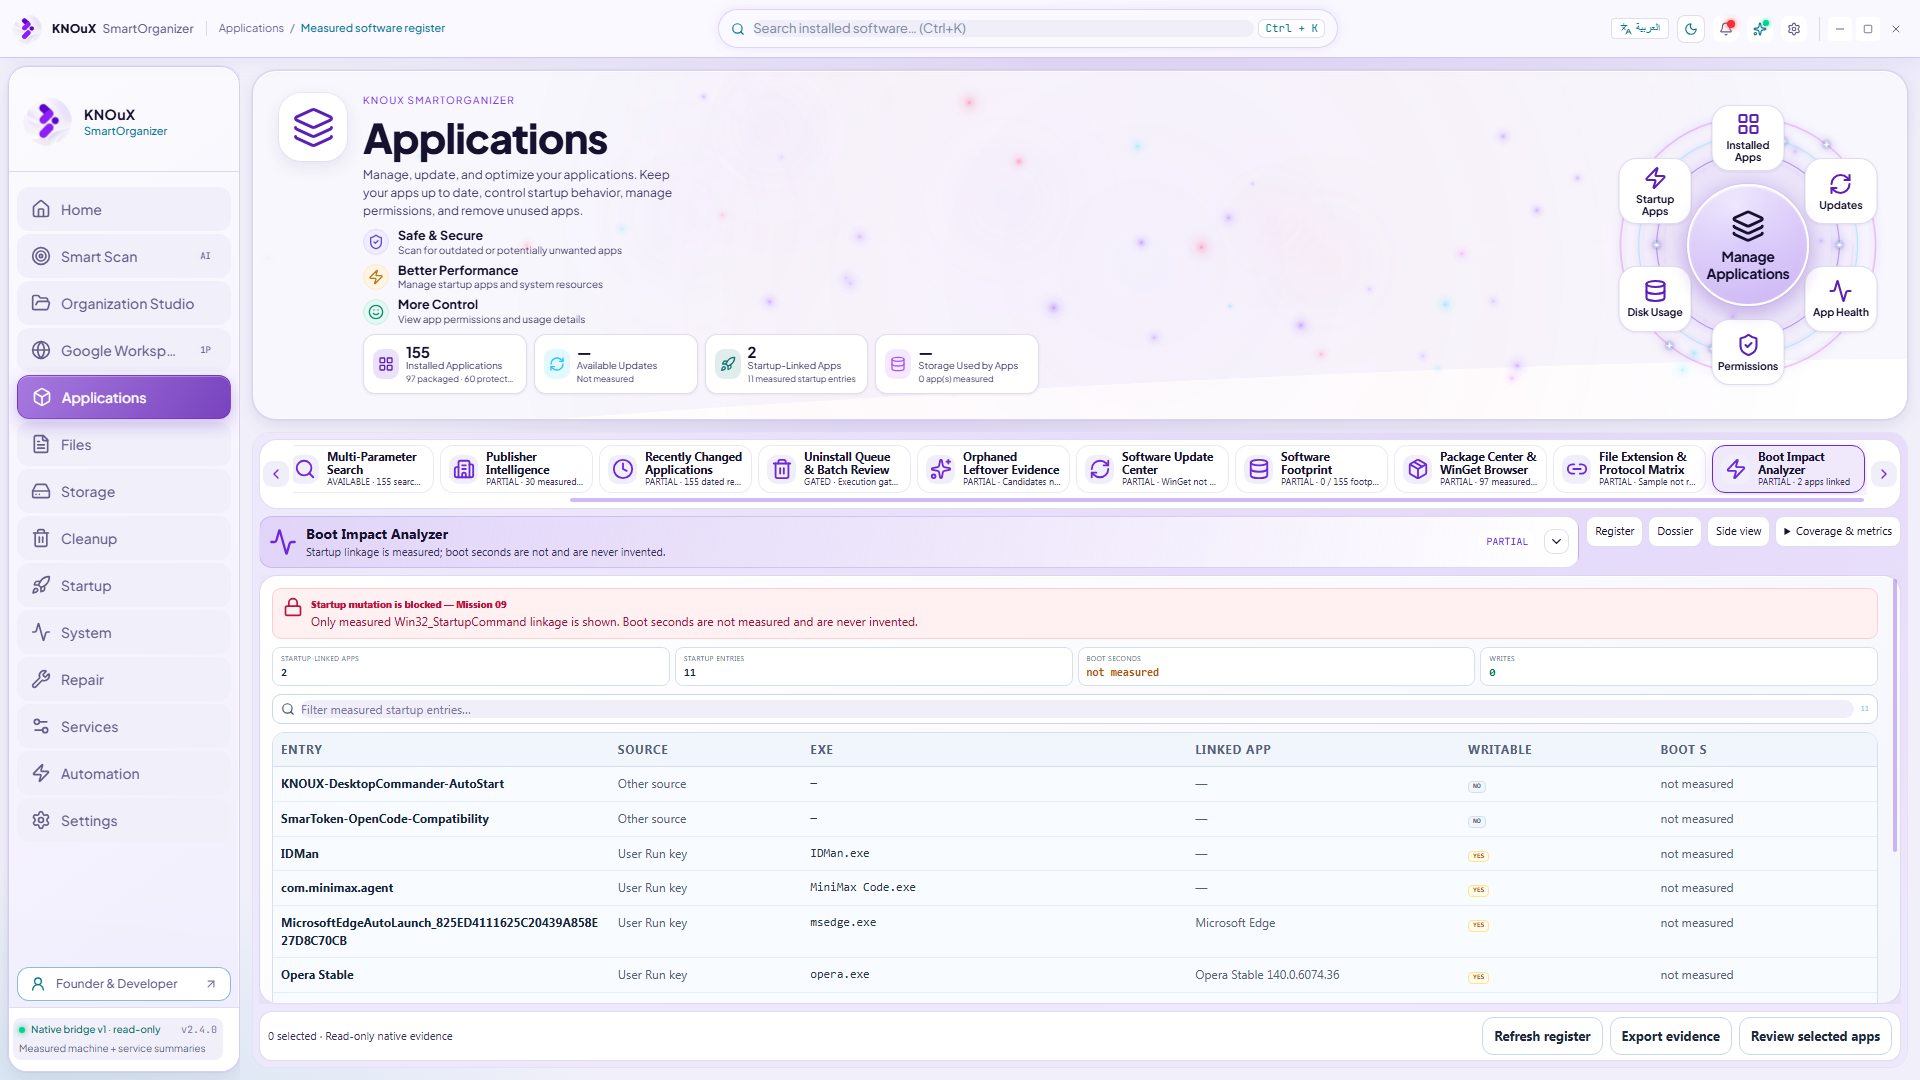 KNOuX SmartOrganizer
Applications / Measured software register
Search installed software... (Ctrl+K)
Ctrl + K
العربية
KNOuX
SmartOrganizer
Home
Smart Scan AI
Organization Studio
Google Worksp... 1P
Applications
Files
Storage
Cleanup
Startup
System
Repair
Services
Automation
Settings
Founder & Developer
Native bridge v1 · read-only v2.4.0
Measured machine + service summaries
KNOUX SMARTORGANIZER
Applications
Manage, update, and optimize your applications. Keep
your apps up to date, control startup behavior, manage
permissions, and remove unused apps.
Safe & Secure
Scan for outdated or potentially unwanted apps
Better Performance
Manage startup apps and system resources
More Control
View app permissions and usage details
155
Installed Applications
97 packaged · 60 protect...
—
Available Updates
Not measured
2
Startup-Linked Apps
11 measured startup entries
—
Storage Used by Apps
0 app(s) measured
Installed
Apps
Startup
Apps
Updates
Manage
Applications
Disk Usage
App Health
Permissions
Multi-Parameter
Search
AVAILABLE · 155 searc...
Publisher
Intelligence
PARTIAL · 30 measured...
Recently Changed
Applications
PARTIAL · 155 dated re...
Uninstall Queue
& Batch Review
GATED · Execution gat...
Orphaned
Leftover Evidence
PARTIAL · Candidates n...
Software Update
Center
PARTIAL · WinGet not ...
Software
Footprint
PARTIAL · 0 / 155 footp...
Package Center &
WinGet Browser
PARTIAL · 97 measured...
File Extension &
Protocol Matrix
PARTIAL · Sample not r...
Boot Impact
Analyzer
PARTIAL · 2 apps linked
Boot Impact Analyzer
Startup linkage is measured; boot seconds are not and are never invented.
PARTIAL
Register
Dossier
Side view
Coverage & metrics
Startup mutation is blocked — Mission 09
Only measured Win32_StartupCommand linkage is shown. Boot seconds are not measured and are never invented.
STARTUP LINKED APPS
2
STARTUP ENTRIES
11
BOOT SECONDS
not measured
WRITES
0
Filter measured startup entries...
11
ENTRY SOURCE EXE LINKED APP WRITABLE BOOT S
KNOUX-DesktopCommander-AutoStart Other source — — NO not measured
SmarToken-OpenCode-Compatibility Other source — — NO not measured
IDMan User Run key IDMan.exe — YES not measured
com.minimax.agent User Run key MiniMax Code.exe — YES not measured
MicrosoftEdgeAutoLaunch_825ED4111625C20439A858E
27D8C70CB User Run key msedge.exe Microsoft Edge YES not measured
Opera Stable User Run key opera.exe Opera Stable 140.0.6074.36 YES not measured
0 selected · Read-only native evidence
Refresh register
Export evidence
Review selected apps